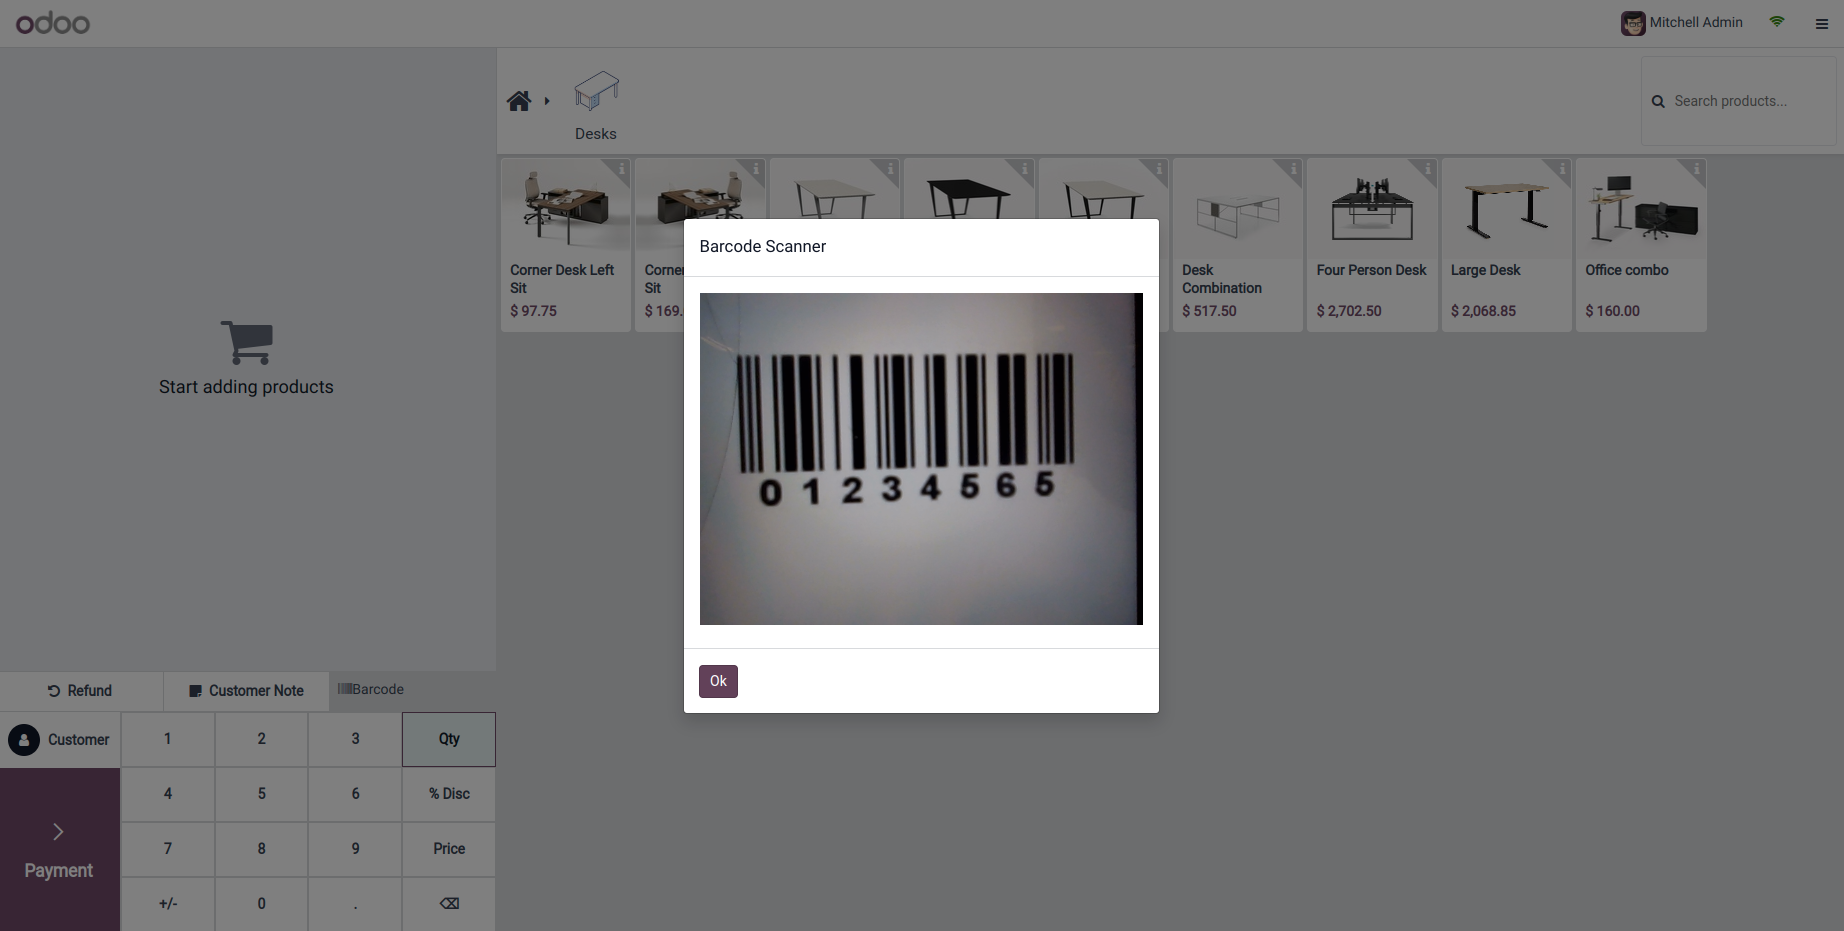 odoo
Mitchell Admin
Desks
Search products...
Corner Desk Left
Sit
$ 97.75
Corne
Sit
$ 169.
Desk
Combination
$ 517.50
Four Person Desk
$ 2,702.50
Large Desk
$ 2,068.85
Office combo
$ 160.00
Start adding products
Barcode Scanner
0 1 2 3 4 5 6 5
Ok
Refund
Customer Note
Barcode
Customer
1 2 3 Qty
4 5 6 % Disc
7 8 9 Price
+/- 0 .
Payment